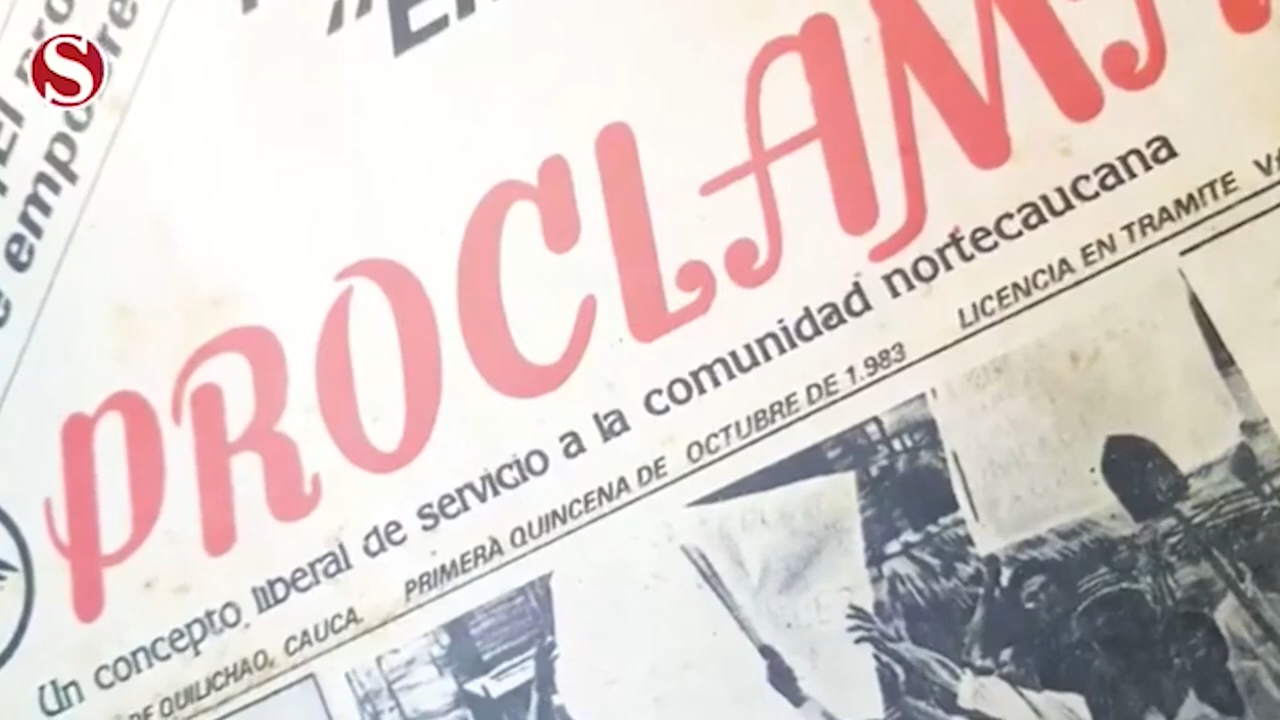 S
PROCLAMA
Un concepto liberal de servicio a la comunidad nortecaucana
DE QUILICHAO, CAUCA. PRIMERA QUINCENA DE OCTUBRE DE 1.983 LICENCIA EN TRAMITE